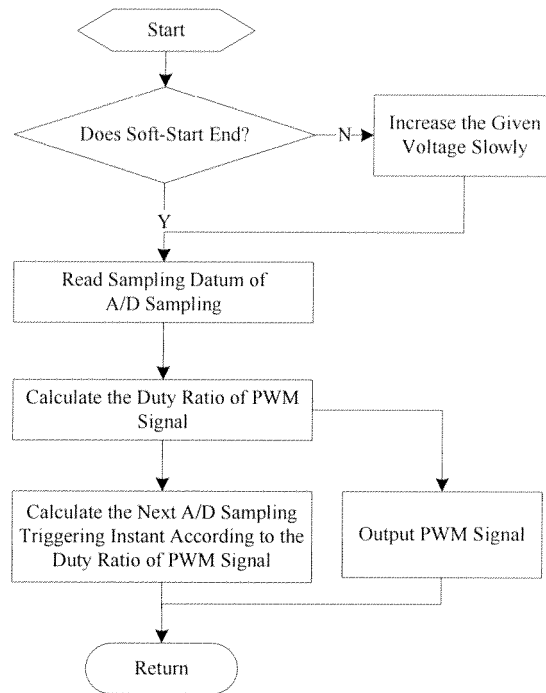 Start
Does Soft-Start End?
N
Increase the Given
Voltage Slowly
Y
Read Sampling Datum of
A/D Sampling
Calculate the Duty Ratio of PWM
Signal
Calculate the Next A/D Sampling
Triggering Instant According to the
Duty Ratio of PWM Signal
Output PWM Signal
Return